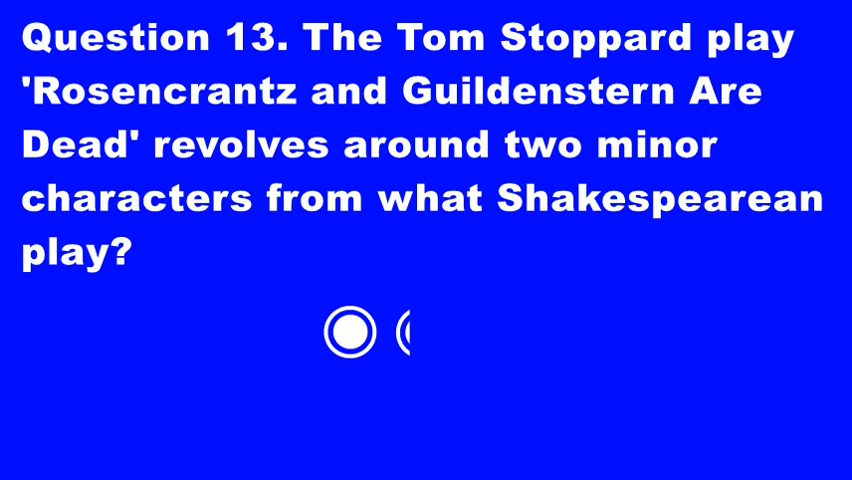 Question 13. The Tom Stoppard play
'Rosencrantz and Guildenstern Are
Dead' revolves around two minor
characters from what Shakespearean
play?